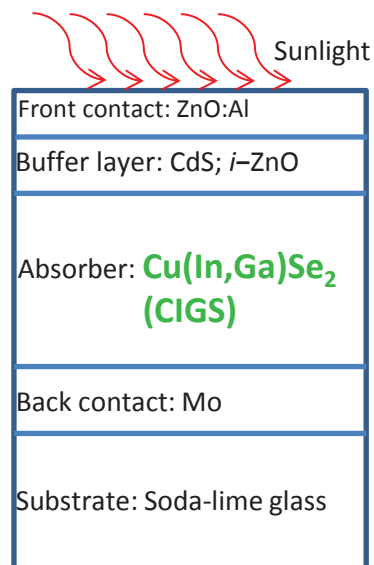 Sunlight
Front contact: ZnO:Al
Buffer layer: CdS; i–ZnO
Absorber: Cu(In,Ga)Se₂
(CIGS)
Back contact: Mo
Substrate: Soda-lime glass